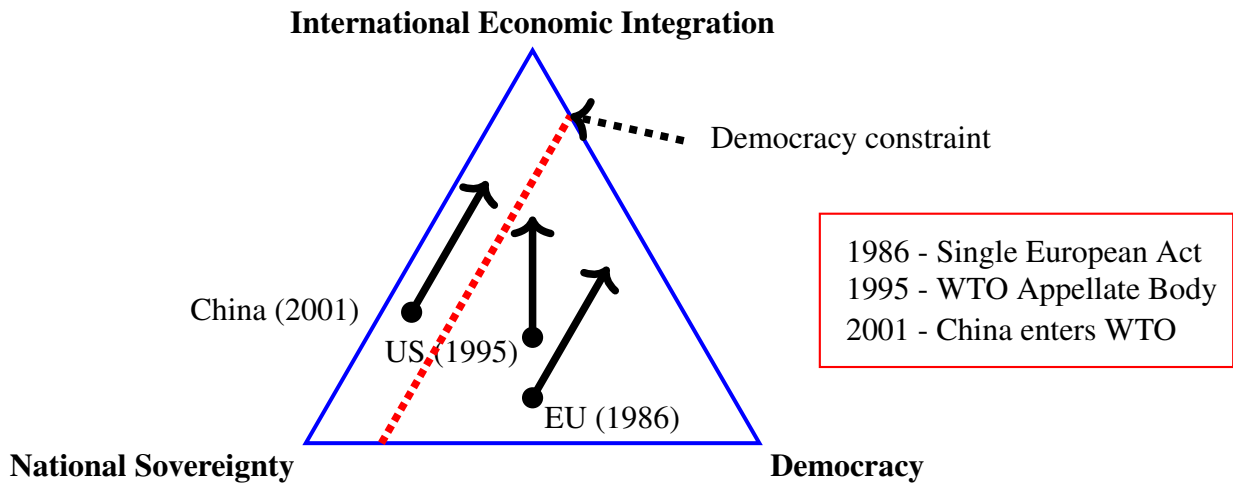 International Economic Integration
Democracy constraint
1986 - Single European Act
1995 - WTO Appellate Body
2001 - China enters WTO
China (2001)
US (1995)
EU (1986)
National Sovereignty
Democracy